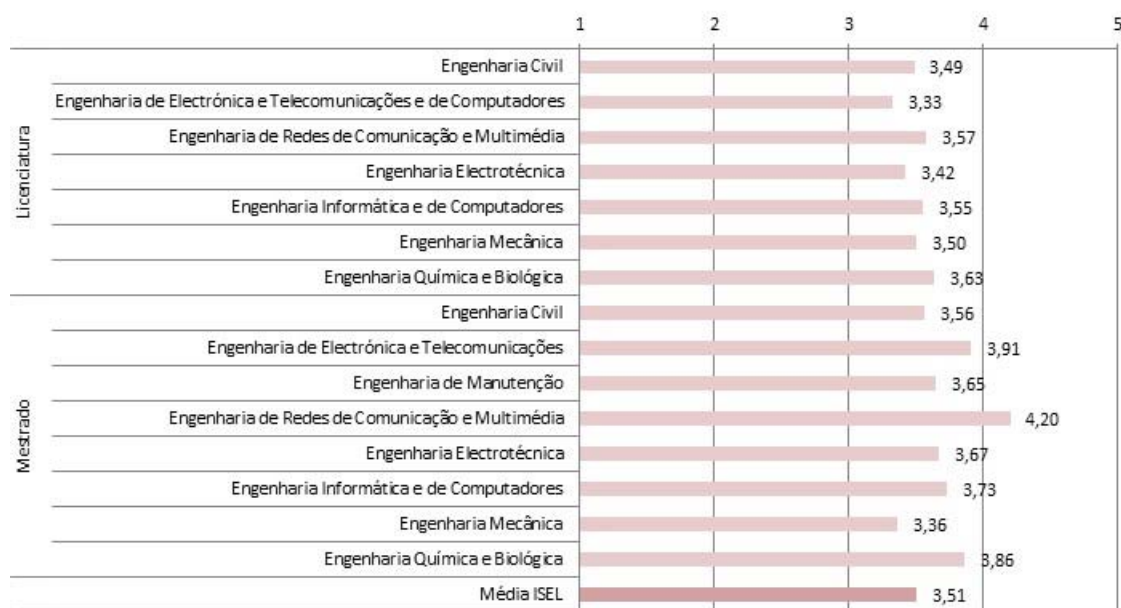 1 2 3 4 5
Licenciatura
Engenharia Civil 3,49
Engenharia de Electrónica e Telecomunicações e de Computadores 3,33
Engenharia de Redes de Comunicação e Multimédia 3,57
Engenharia Electrotécnica 3,42
Engenharia Informática e de Computadores 3,55
Engenharia Mecânica 3,50
Engenharia Química e Biológica 3,63
Mestrado
Engenharia Civil 3,56
Engenharia de Electrónica e Telecomunicações 3,91
Engenharia de Manutenção 3,65
Engenharia de Redes de Comunicação e Multimédia 4,20
Engenharia Electrotécnica 3,67
Engenharia Informática e de Computadores 3,73
Engenharia Mecânica 3,36
Engenharia Química e Biológica 3,86
Média ISEL 3,51